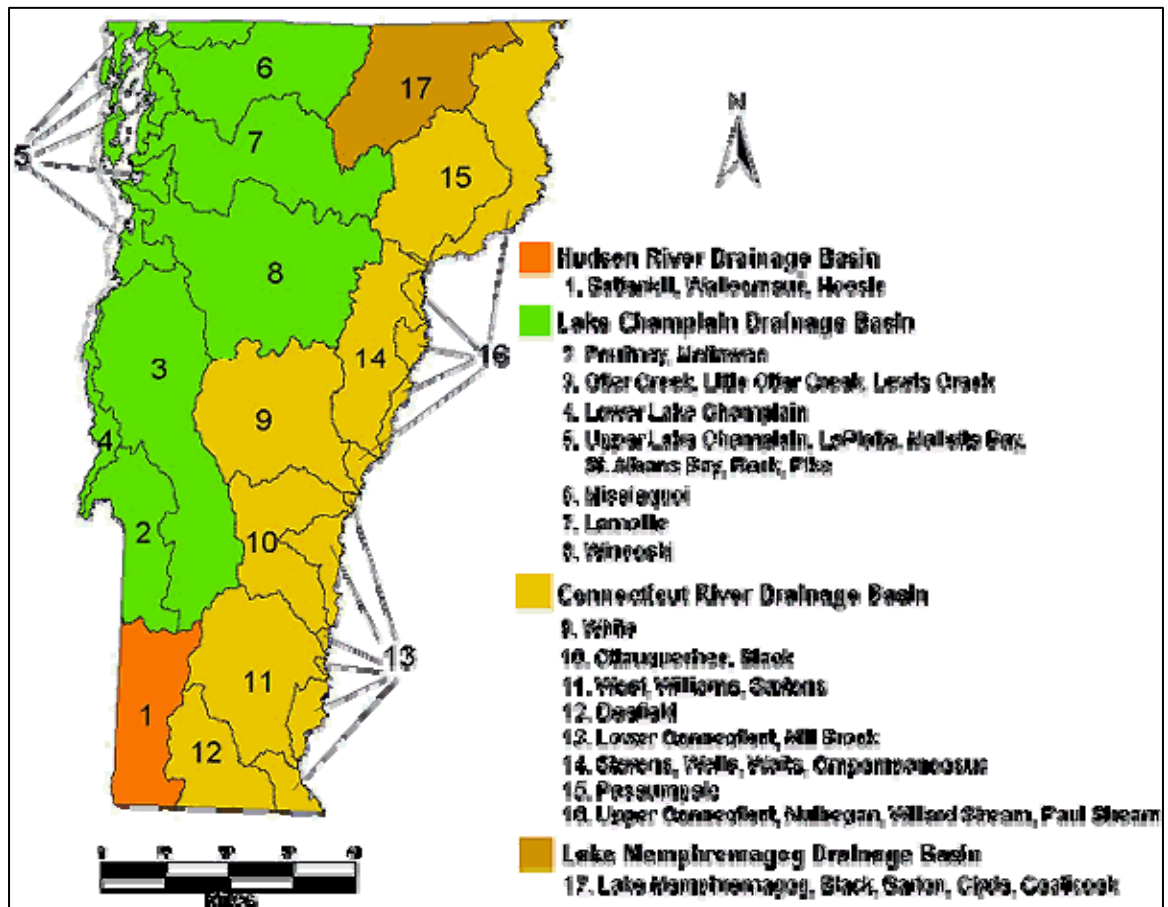 6
17
N
5
7
15
Hudson River Drainage Basin
8
1. Battenkill, Walloomsuc, Hoosic
Lake Champlain Drainage Basin
14
16
2 Poultney, Mettawee
3
3. Otter Creek, Little Otter Creek, Lewis Creek
9
4. Lower Lake Champlain
4
5. Upper Lake Champlain, LaPlatte, Malletts Bay,
St. Albans Bay, Rock, Pike
6. Missisquoi
2
10
7. Lamoille
8. Winooski
Connecticut River Drainage Basin
9. White
13
10. Ottauquechee, Black
11
11. West, Williams, Saxtons
1
12. Deerfield
12
13. Lower Connecticut, Mill Brook
14. Stevens, Wells, Waits, Ompompanoosuc
15. Passumpsic
16. Upper Connecticut, Nulhegan, Willard Stream, Paul Stream
Lake Memphremagog Drainage Basin
17. Lake Memphremagog, Black, Barton, Clyde, Coaticook
Miles